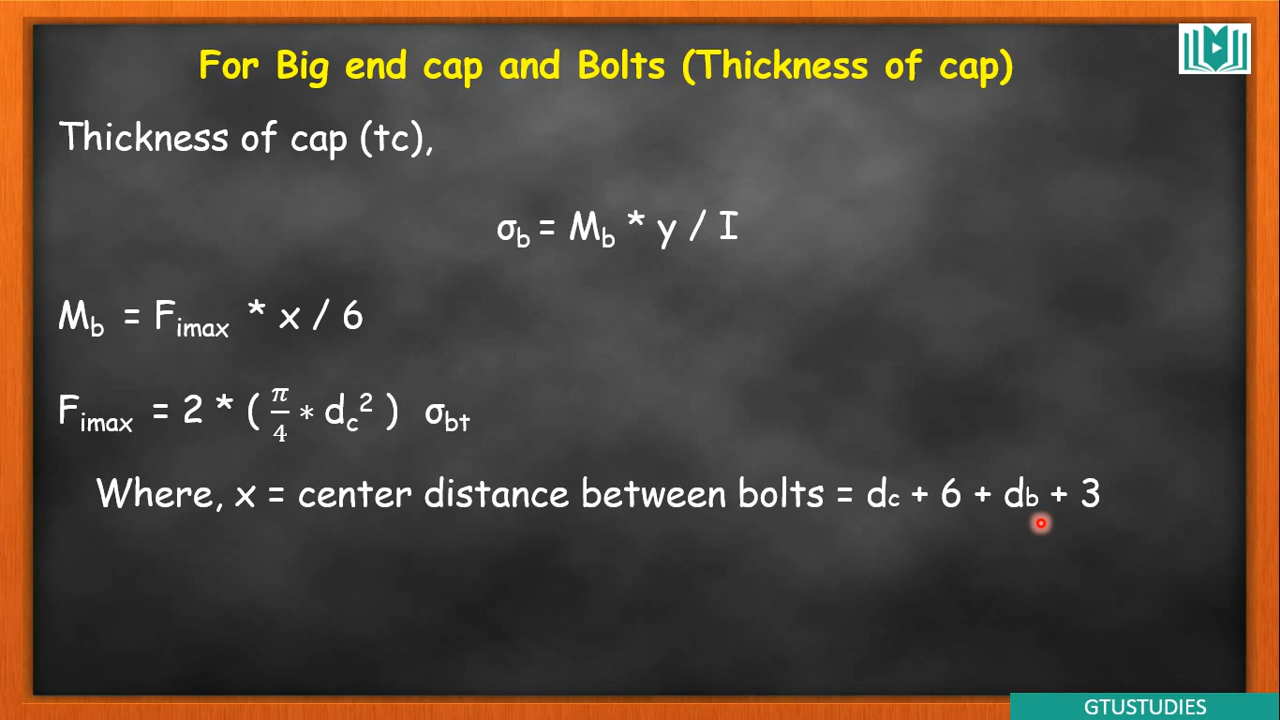 For Big end cap and Bolts (Thickness of cap)
Thickness of cap (tc),
σb = Mb * y / I
Mb = Fimax * x / 6
Fimax = 2 * ( π/4 * dc² ) σbt
Where, x = center distance between bolts = dc + 6 + db + 3
GTUSTUDIES